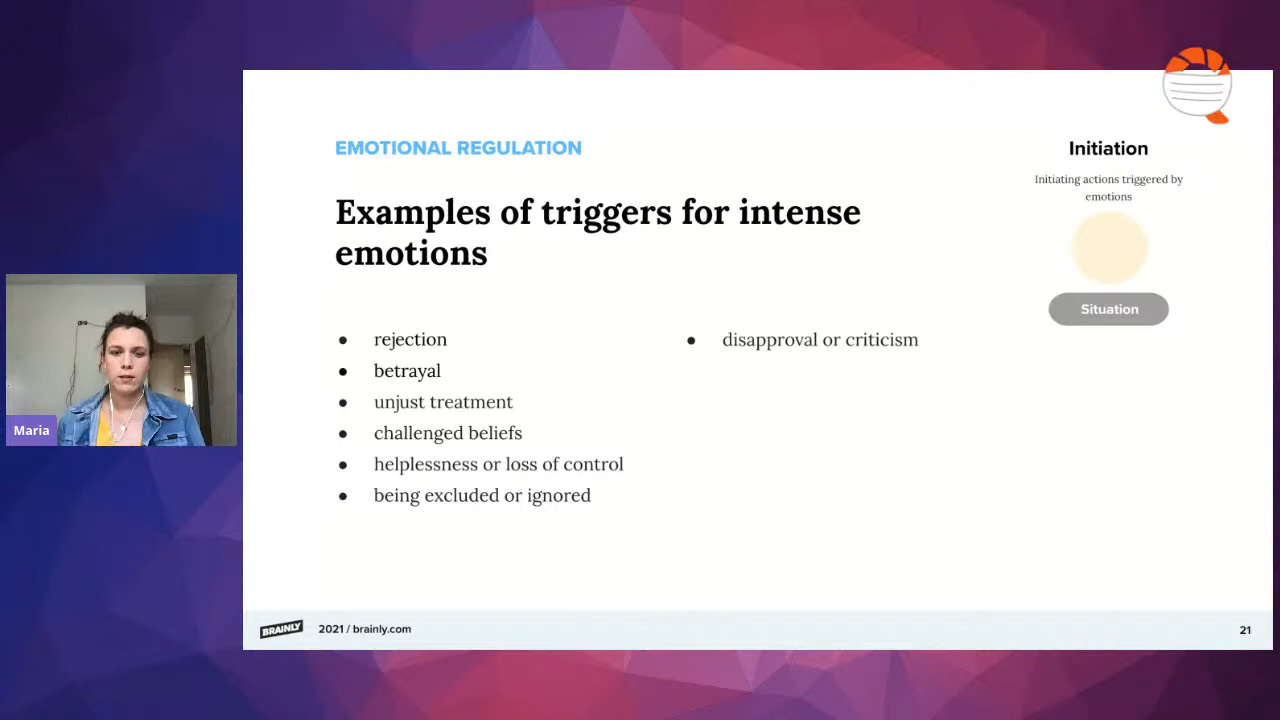 EMOTIONAL REGULATION
Examples of triggers for intense
emotions
● rejection
● betrayal
● unjust treatment
● challenged beliefs
● helplessness or loss of control
● being excluded or ignored
● disapproval or criticism
Initiation
Initiating actions triggered by
emotions
Situation
Maria
BRAINLY
2021 / brainly.com
21